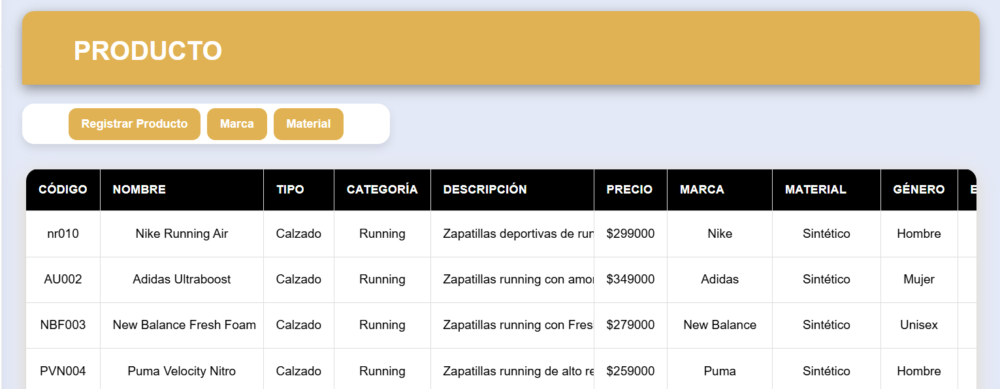 PRODUCTO
Registrar Producto Marca Material
CÓDIGO NOMBRE TIPO CATEGORÍA DESCRIPCIÓN PRECIO MARCA MATERIAL GÉNERO
nr010 Nike Running Air Calzado Running Zapatillas deportivas de $299000 Nike Sintético Hombre
AU002 Adidas Ultraboost Calzado Running Zapatillas running con $349000 Adidas Sintético Mujer
NBF003 New Balance Fresh Foam Calzado Running Zapatillas running con Fres $279000 New Balance Sintético Unisex
PVN004 Puma Velocity Nitro Calzado Running Zapatillas running de alto $259000 Puma Sintético Hombre